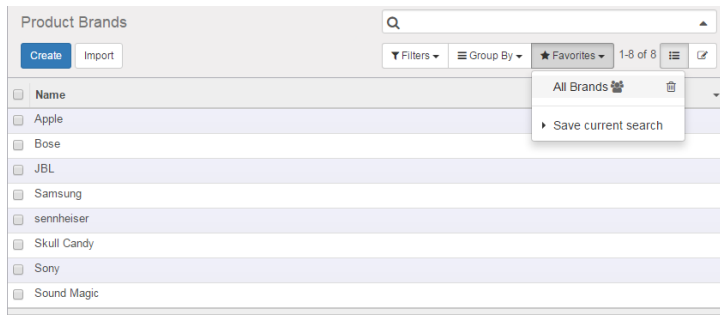 Product Brands
Create Import Filters Group By Favorites 1-8 of 8
All Brands
Save current search
Name
Apple
Bose
JBL
Samsung
sennheiser
Skull Candy
Sony
Sound Magic